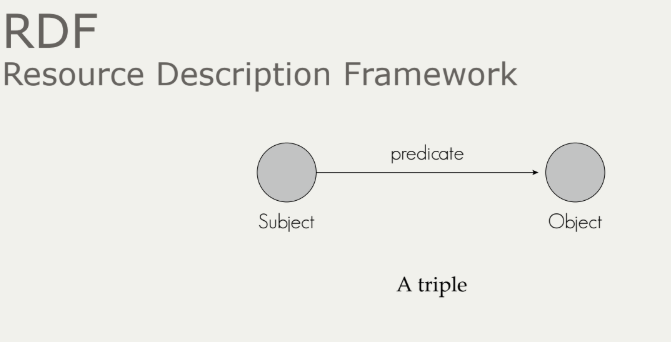 RDF
Resource Description Framework
predicate
Subject
Object
A triple